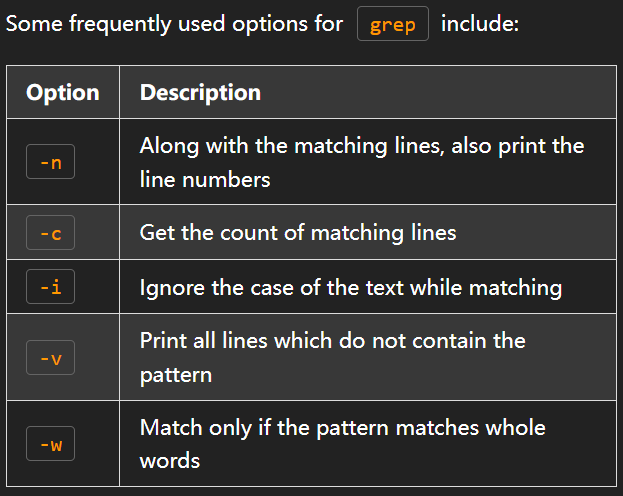 Some frequently used options for grep include:
Option Description
-n Along with the matching lines, also print the
line numbers
-c Get the count of matching lines
-i Ignore the case of the text while matching
-v Print all lines which do not contain the
pattern
-w Match only if the pattern matches whole
words